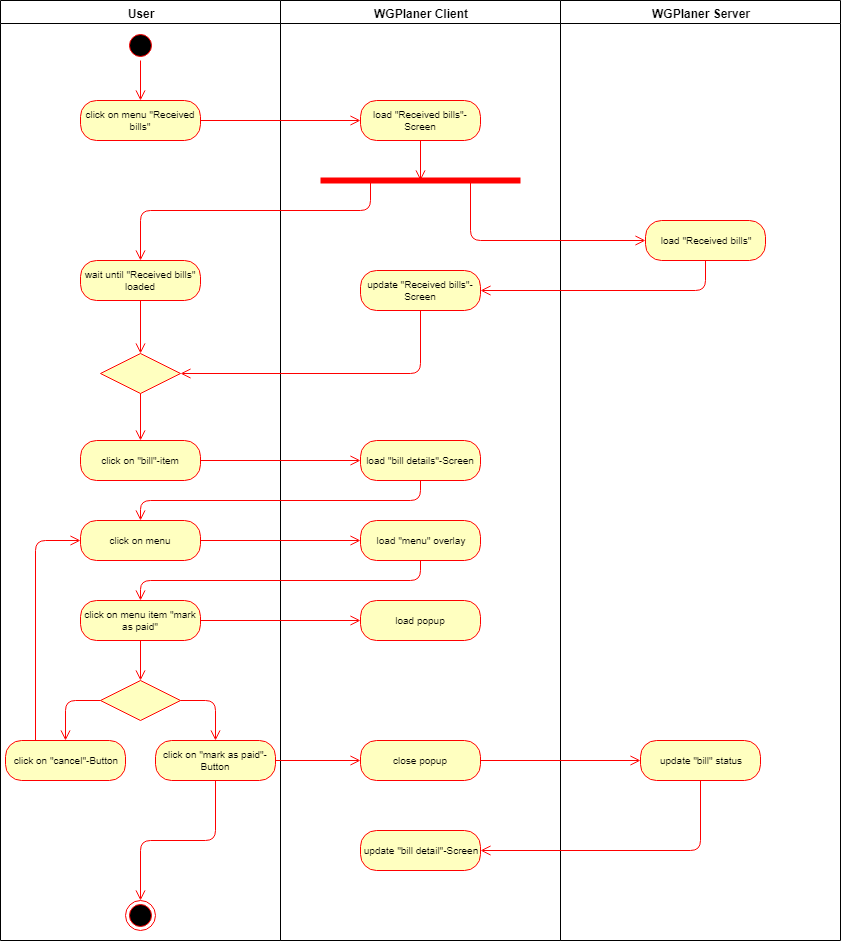 User
WGPlaner Client
WGPlaner Server
click on menu "Received
bills"
load "Received bills"-
Screen
load "Received bills"
wait until "Received bills"
loaded
update "Received bills"-
Screen
click on "bill"-item
load "bill details"-Screen
click on menu
load "menu" overlay
click on menu item "mark
as paid"
load popup
click on "cancel"-Button
click on "mark as paid"-
Button
close popup
update "bill" status
update "bill detail"-Screen